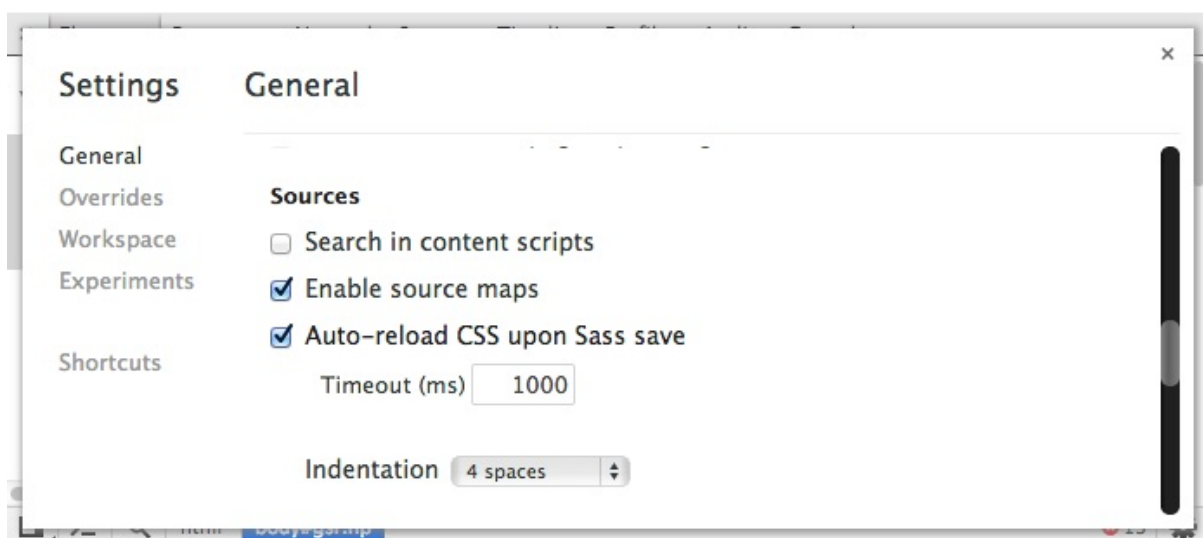 Settings
General
×
General
Overrides
Workspace
Experiments
Shortcuts
Sources
Search in content scripts
Enable source maps
Auto-reload CSS upon Sass save
Timeout (ms) 1000
Indentation 4 spaces